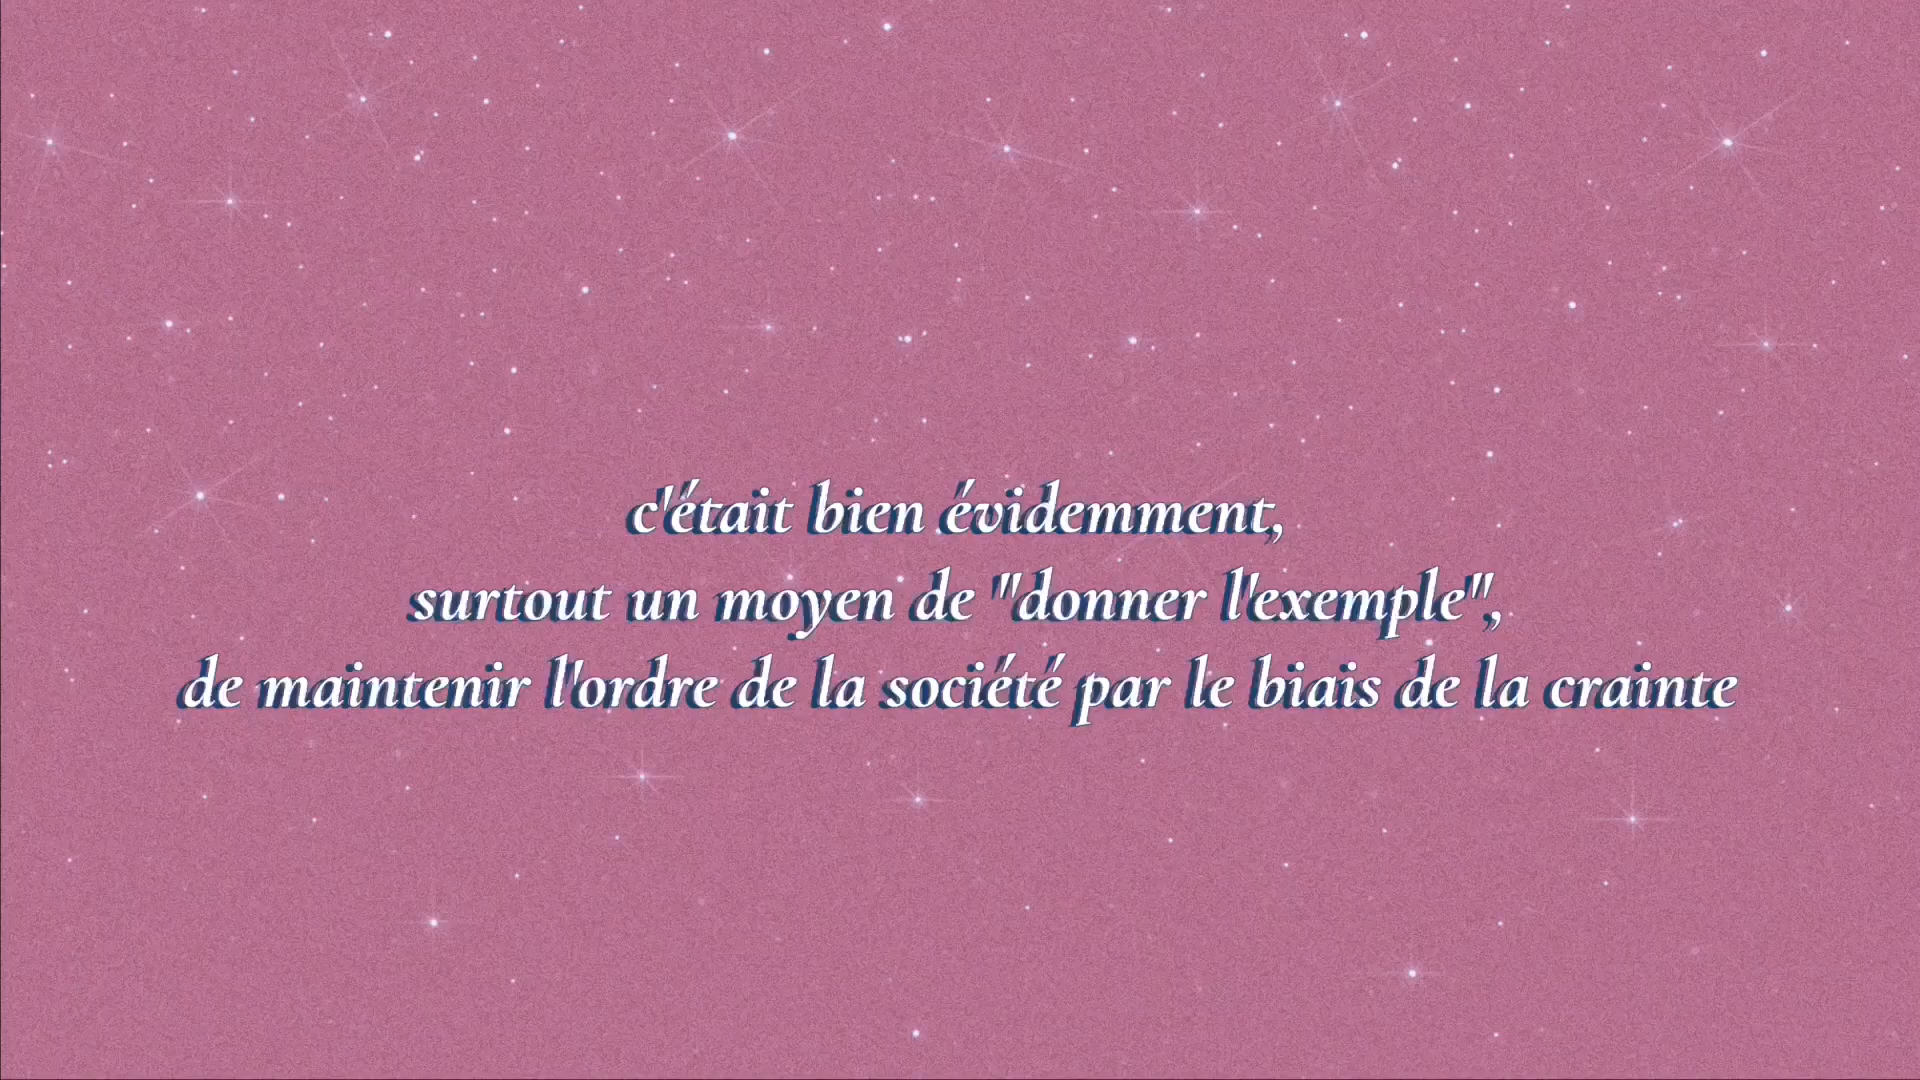 c'était bien évidemment,
surtout un moyen de "donner l'exemple",
de maintenir l'ordre de la société par le biais de la crainte